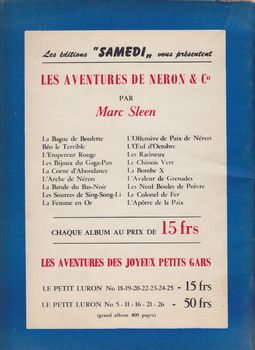 Les éditions "SAMEDI„ vous présentent
LES AVENTURES DE NERON & Cº
PAR
Marc Sleen
La Bague de Boulette
L'Offensive de Paix de Néron
Béo le Terrible
L'Œuf d'Octobre
L'Empereur Rouge
Les Racineux
Les Bijoux du Gaga-Pan
Le Chinois Vert
La Corne d'Abondance
La Bombe X
L'Arche de Néron
L'Avaleur de Grenades
La Bande du Bas-Noir
Les Neuf Boules de Poivre
Les Sources de Sing-Song-Li
Le Colonel de Fer
La Femme en Or
L'Apôtre de la Paix
CHAQUE ALBUM AU PRIX DE 15 frs
LES AVENTURES DES JOYEUX PETITS GARS
LE PETIT LURON No 18-19-20-22-23-24-25 - 15 frs
LE PETIT LURON No 5 - 11 - 16 - 21 - 26 - 50 frs
(grand album 400 pages)